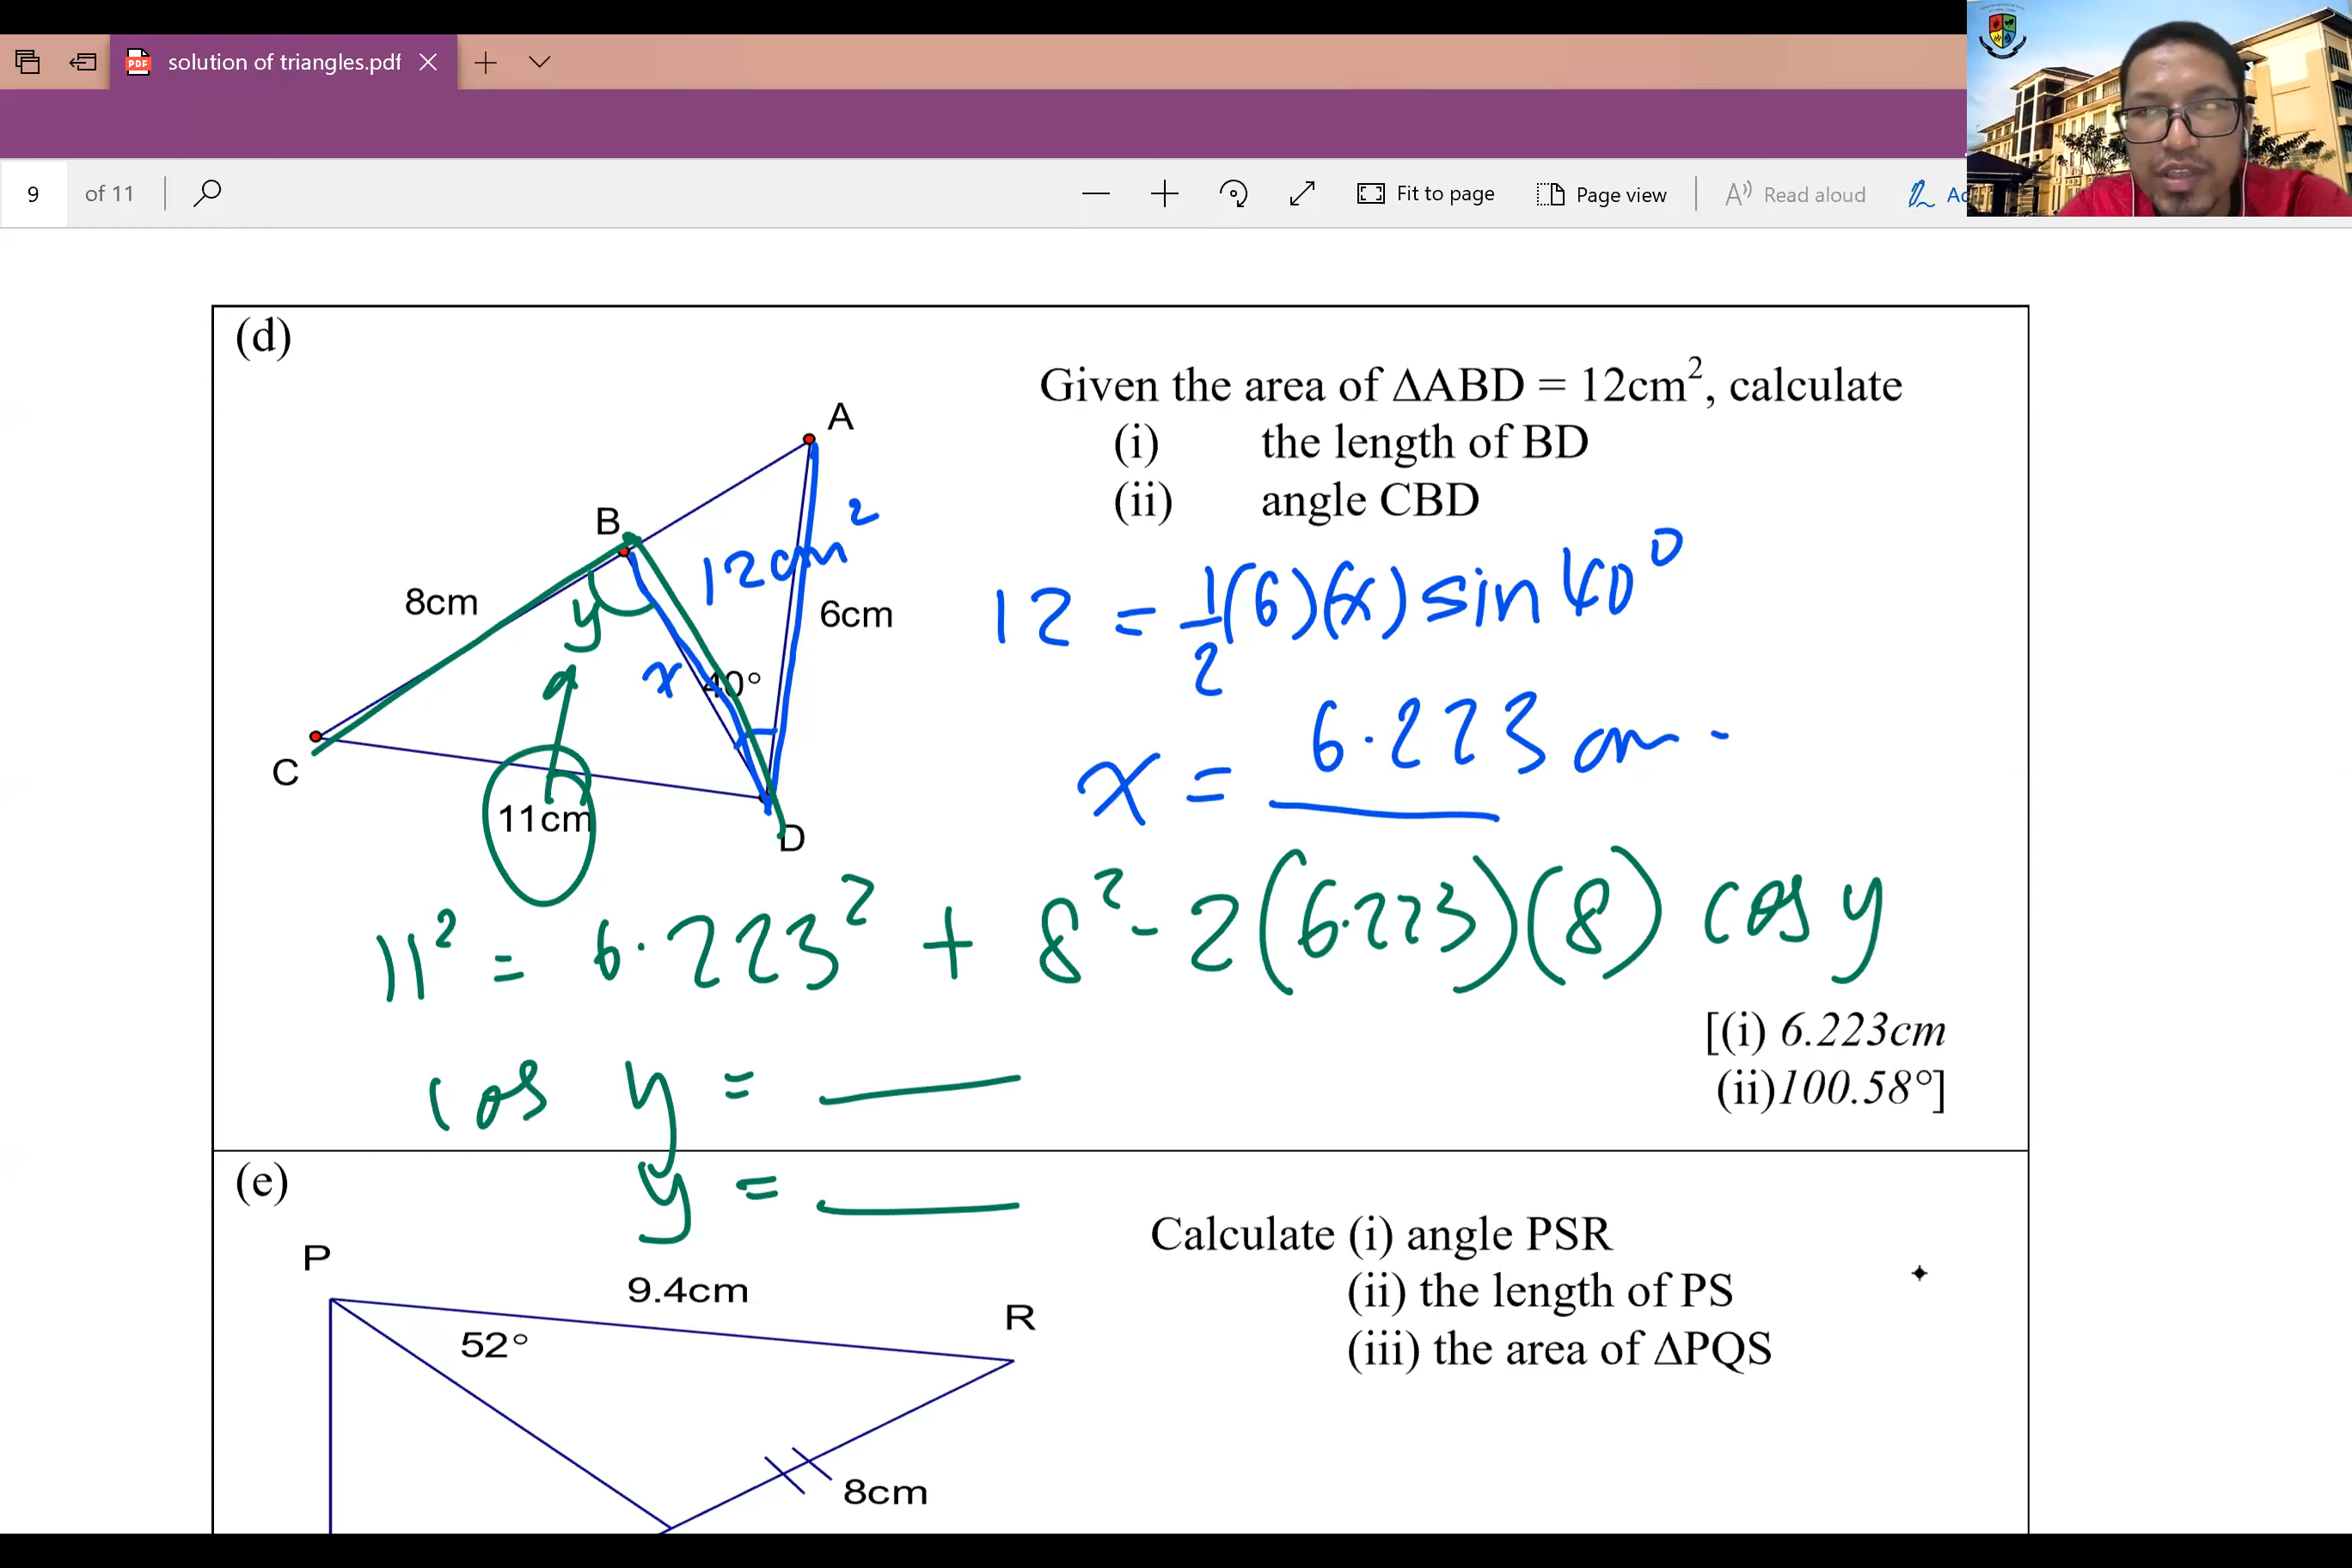 solution of triangles.pdf
9 of 11 Fit to page Page view Read aloud
(d)
Given the area of ΔABD = 12cm², calculate
(i) the length of BD
(ii) angle CBD
A
B
8cm
12cm²
6cm
y
x
40°
C
11cm
D
12 = 1/2 (6)(x) sin 40°
x = 6.223 cm
11² = 6.223² + 8² - 2(6.223)(8) cos y
[(i) 6.223cm
(ii)100.58°]
cos y =
y =
(e)
Calculate (i) angle PSR
(ii) the length of PS
(iii) the area of ΔPQS
P
9.4cm
R
52°
8cm